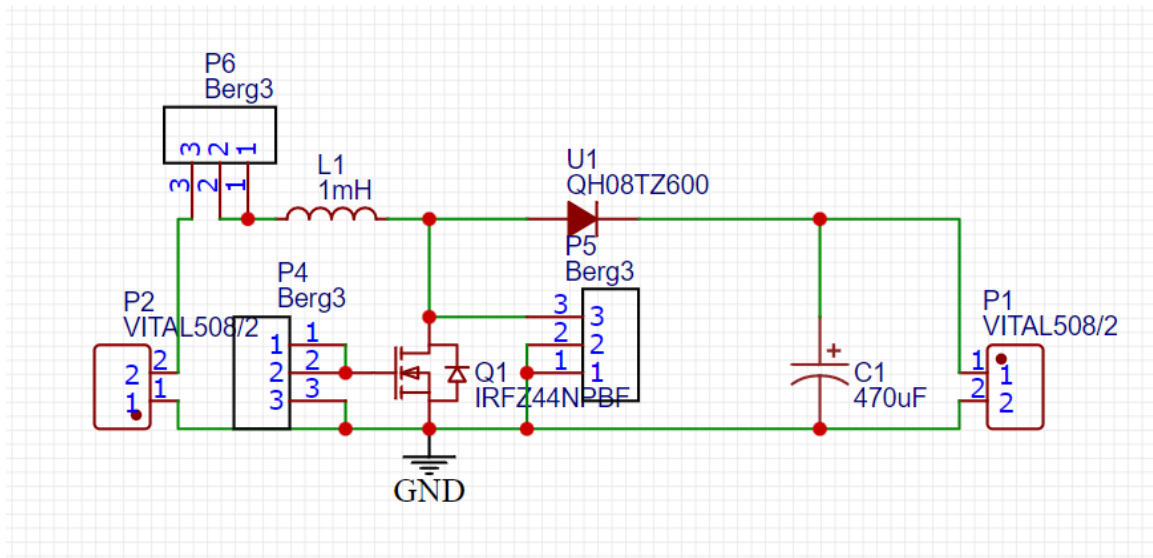 P6
Berg3
3 2 1
3 2 1
L1
1mH
U1
QH08TZ600
P5
Berg3
3 3
2 2
1 1
P4
Berg3
1 1
2 2
3 3
P2
VITAL508/2
2 2
1 1
Q1
IRFZ44NPBF
C1
470uF
+
P1
VITAL508/2
1 1
2 2
GND